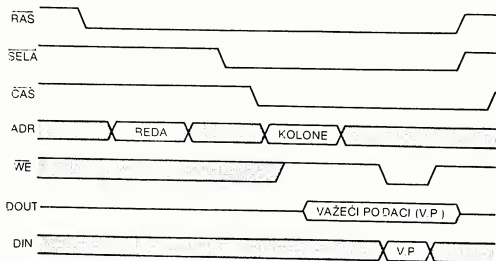 RAS
SELA
CAS
ADR REDA KOLONE
WE
DOUT VAŽEĆI PODACI (V.P.)
DIN V.P